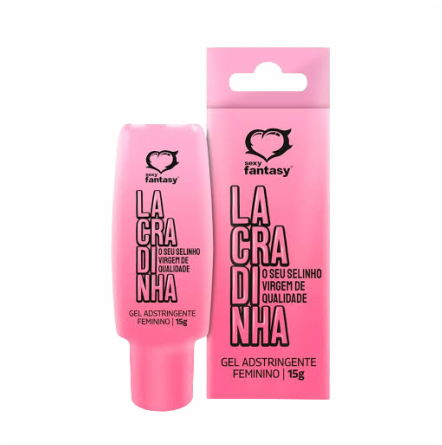 sexy
fantasy
LA
CRA
DI
NHA
O SEU SELINHO
VIRGEM DE
QUALIDADE
GEL ADSTRINGENTE
FEMININO | 15g
sexy
fantasy
LA
CRA
DI
NHA
O SEU SELINHO
VIRGEM DE
QUALIDADE
GEL ADSTRINGENTE
FEMININO | 15g